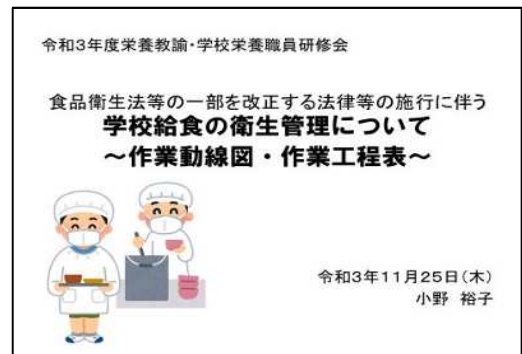 令和3年度栄養教諭・学校栄養職員研修会
食品衛生法等の一部を改正する法律等の施行に伴う
学校給食の衛生管理について
～作業動線図・作業工程表～
令和3年11月25日(木)
小野 裕子